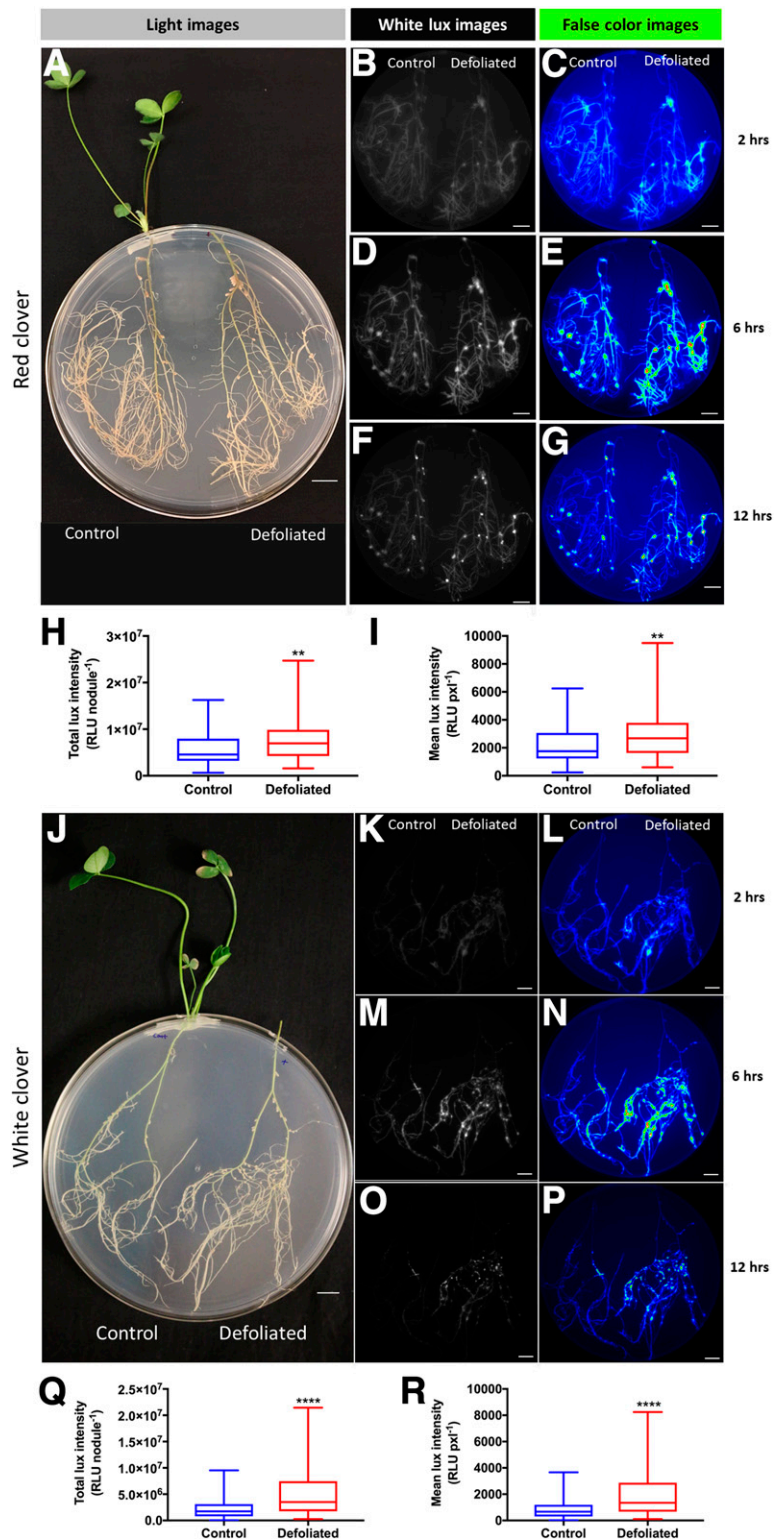 Light images
White lux images
False color images
A
B
Control Defoliated
C
Control Defoliated
2 hrs
D
E
6 hrs
F
G
12 hrs
Red clover
Control
Defoliated
H
Total lux intensity
(RLU nodule⁻¹)
3×10⁷
2×10⁷
1×10⁷
0
**
Control
Defoliated
I
Mean lux intensity
(RLU pxl⁻¹)
10000
8000
6000
4000
2000
0
**
Control
Defoliated
J
K
Control Defoliated
L
Control Defoliated
2 hrs
M
N
6 hrs
O
P
12 hrs
White clover
Control
Defoliated
Q
Total lux intensity
(RLU nodule⁻¹)
2.5×10⁷
2.0×10⁷
1.5×10⁷
1.0×10⁷
5.0×10⁶
0.0
****
Control
Defoliated
R
Mean lux intensity
(RLU pxl⁻¹)
10000
8000
6000
4000
2000
0
****
Control
Defoliated